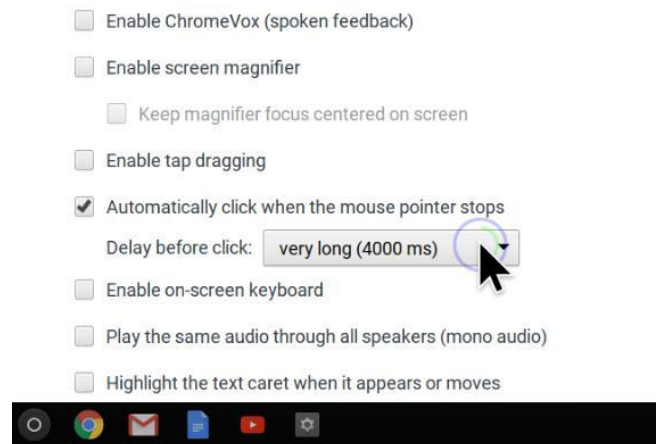 Enable ChromeVox (spoken feedback)
Enable screen magnifier
Keep magnifier focus centered on screen
Enable tap dragging
Automatically click when the mouse pointer stops
Delay before click: very long (4000 ms)
Enable on-screen keyboard
Play the same audio through all speakers (mono audio)
Highlight the text caret when it appears or moves